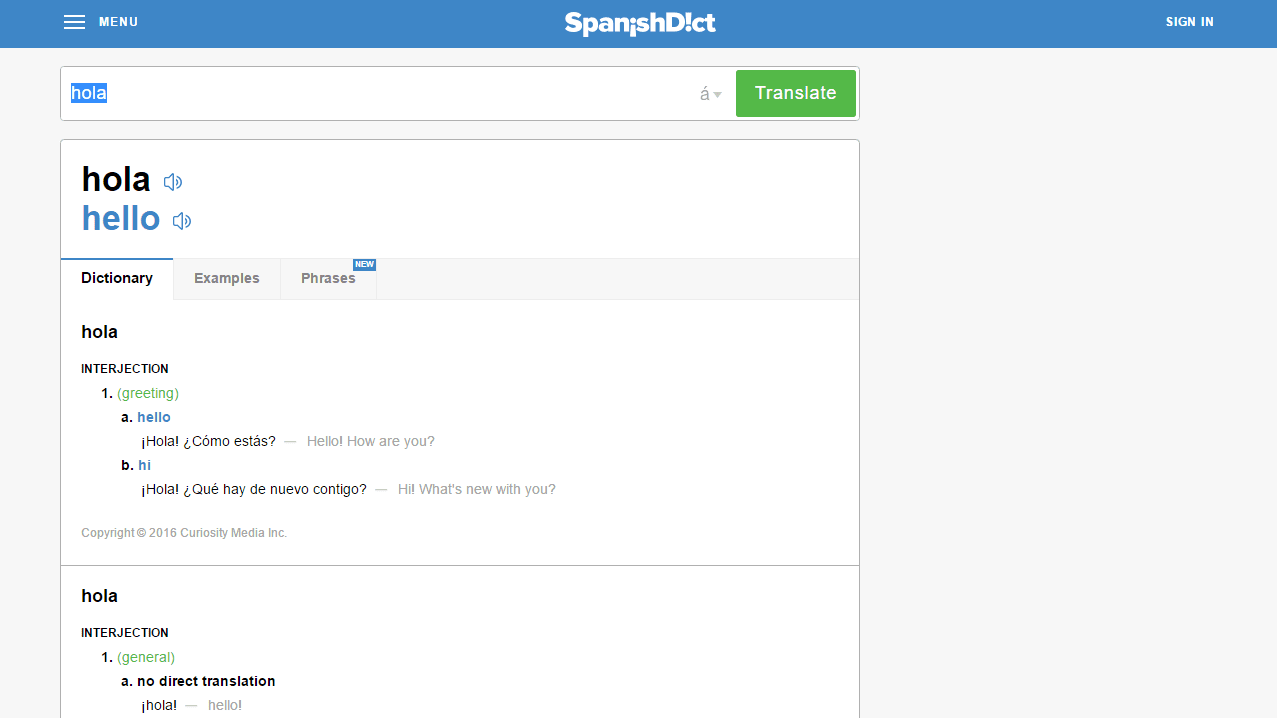 MENU
SpanishD!ct
SIGN IN
hola
á
Translate
hola
hello
Dictionary
Examples
Phrases
NEW
hola
INTERJECTION
1. (greeting)
a. hello
¡Hola! ¿Cómo estás? — Hello! How are you?
b. hi
¡Hola! ¿Qué hay de nuevo contigo? — Hi! What's new with you?
Copyright © 2016 Curiosity Media Inc.
hola
INTERJECTION
1. (general)
a. no direct translation
¡hola! — hello!